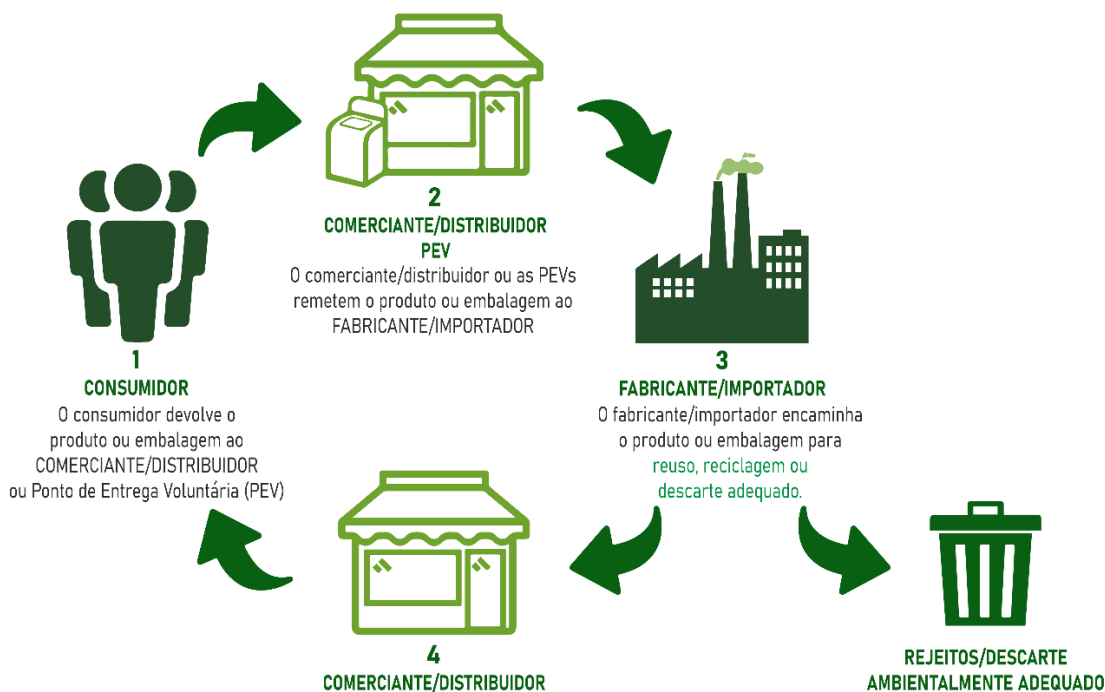 2
COMERCIANTE/DISTRIBUIDOR
PEV
O comerciante/distribuidor ou as PEVs
remetem o produto ou embalagem ao
FABRICANTE/IMPORTADOR
1
CONSUMIDOR
O consumidor devolve o
produto ou embalagem ao
COMERCIANTE/DISTRIBUIDOR
ou Ponto de Entrega Voluntária (PEV)
3
FABRICANTE/IMPORTADOR
O fabricante/importador encaminha
o produto ou embalagem para
reuso, reciclagem ou
descarte adequado.
4
COMERCIANTE/DISTRIBUIDOR
REJEITOS/DESCARTE
AMBIENTALMENTE ADEQUADO